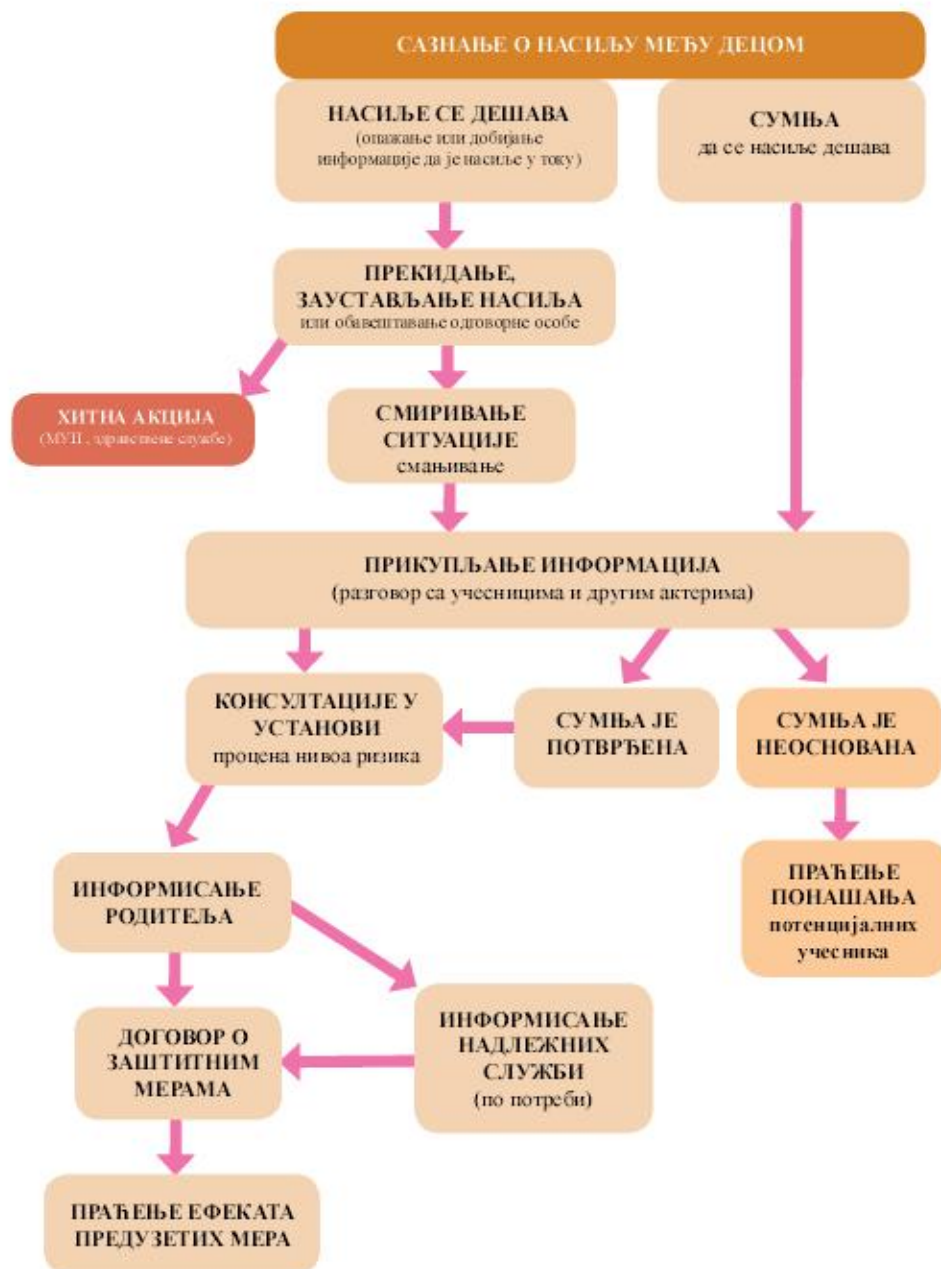 САЗНАЊЕ О НАСИЉУ МЕЂУ ДЕЦОМ
НАСИЉЕ СЕ ДЕШАВА
(опажање или добијање
информације да је насиље у току)
СУМЊА
да се насиље дешава
ПРЕКИДАЊЕ,
ЗАУСТАВЉАЊЕ НАСИЉА
или обавештавање одговорне особе
ХИТНА АКЦИЈА
(МУП , здравствене службе)
СМИРИВАЊЕ
СИТУАЦИЈЕ
смањивање
ПРИКУПЉАЊЕ ИНФОРМАЦИЈА
(разговор са учесницима и другим актерима)
КОНСУЛТАЦИЈЕ У
УСТАНОВИ
процена нивоа ризика
СУМЊА ЈЕ
ПОТВРЂЕНА
СУМЊА ЈЕ
НЕОСНОВАНА
ИНФОРМИСАЊЕ
РОДИТЕЉА
ПРАЋЕЊЕ
ПОНАШАЊА
потенцијалних
учесника
ДОГОВОР О
ЗАШТИТНИМ
МЕРАМА
ИНФОРМИСАЊЕ
НАДЛЕЖНИХ
СЛУЖБИ
(по потреби)
ПРАЋЕЊЕ ЕФЕКАТА
ПРЕДУЗЕТИХ МЕРА